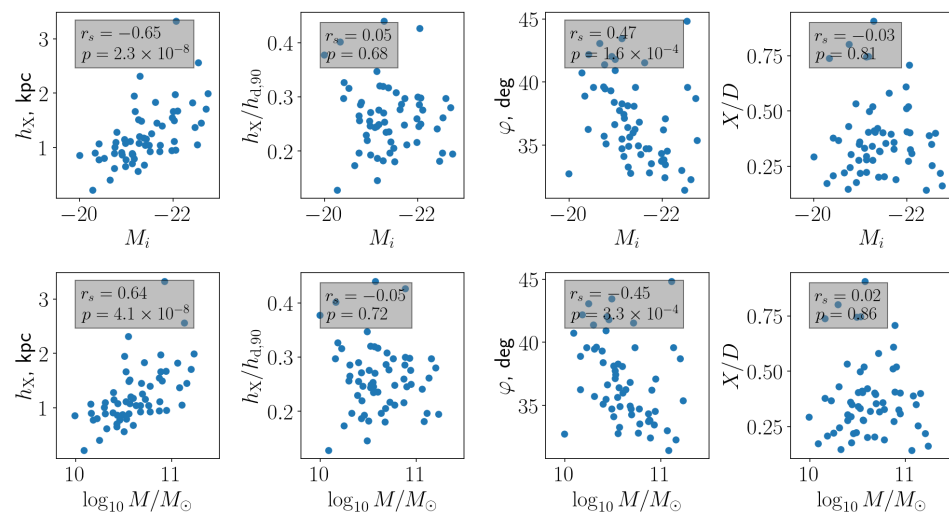 r_s = −0.65
p = 2.3 × 10^−8
3
2
1
h_X, kpc
−20
−22
M_i
r_s = 0.05
p = 0.68
0.4
0.3
0.2
h_X/h_d,90
−20
−22
M_i
r_s = 0.47
p = 1.6 × 10^−4
45
40
35
φ, deg
−20
−22
M_i
r_s = −0.03
p = 0.81
0.75
0.50
0.25
X/D
−20
−22
M_i
r_s = 0.64
p = 4.1 × 10^−8
3
2
1
h_X, kpc
10
11
log_10 M/M_⊙
r_s = −0.05
p = 0.72
0.4
0.3
0.2
h_X/h_d,90
10
11
log_10 M/M_⊙
r_s = −0.45
p = 3.3 × 10^−4
45
40
35
φ, deg
10
11
log_10 M/M_⊙
r_s = 0.02
p = 0.86
0.75
0.50
0.25
X/D
10
11
log_10 M/M_⊙